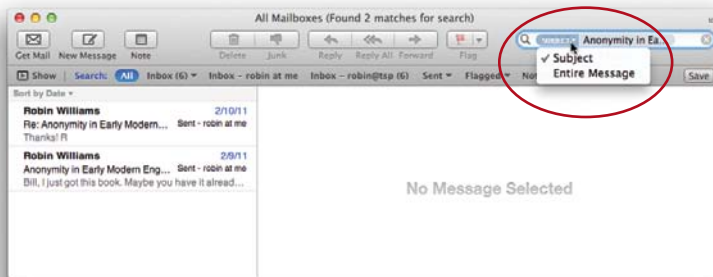 All Mailboxes (Found 2 matches for search)
SUBJECT Anonymity in Ea...
Get Mail New Message Note Delete Junk Reply Reply All Forward Flag
✓ Subject
Entire Message
Show Search: All Inbox (6) Inbox - robin at me Inbox - robin@tsp (6) Sent Flagged Save
Sort by Date
Robin Williams 2/10/11
Re: Anonymity in Early Modern... Sent - robin at me
Thanks! R
Robin Williams 2/9/11
Anonymity in Early Modern Eng... Sent - robin at me
Bill, I just got this book. Maybe you have it alread...
No Message Selected